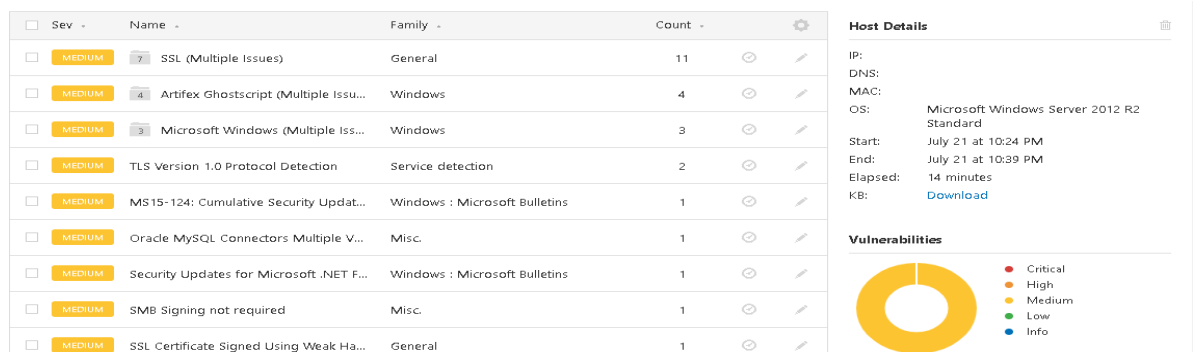 Sev Name Family Count
MEDIUM 7 SSL (Multiple Issues) General 11
MEDIUM 4 Artifex Ghostscript (Multiple Issu... Windows 4
MEDIUM 3 Microsoft Windows (Multiple Iss... Windows 3
MEDIUM TLS Version 1.0 Protocol Detection Service detection 2
MEDIUM MS15-124: Cumulative Security Updat... Windows : Microsoft Bulletins 1
MEDIUM Oracle MySQL Connectors Multiple V... Misc. 1
MEDIUM Security Updates for Microsoft .NET F... Windows : Microsoft Bulletins 1
MEDIUM SMB Signing not required Misc. 1
MEDIUM SSL Certificate Signed Using Weak Ha... General 1
Host Details
IP:
DNS:
MAC:
OS: Microsoft Windows Server 2012 R2
Standard
Start: July 21 at 10:24 PM
End: July 21 at 10:39 PM
Elapsed: 14 minutes
KB: Download
Vulnerabilities
Critical
High
Medium
Low
Info